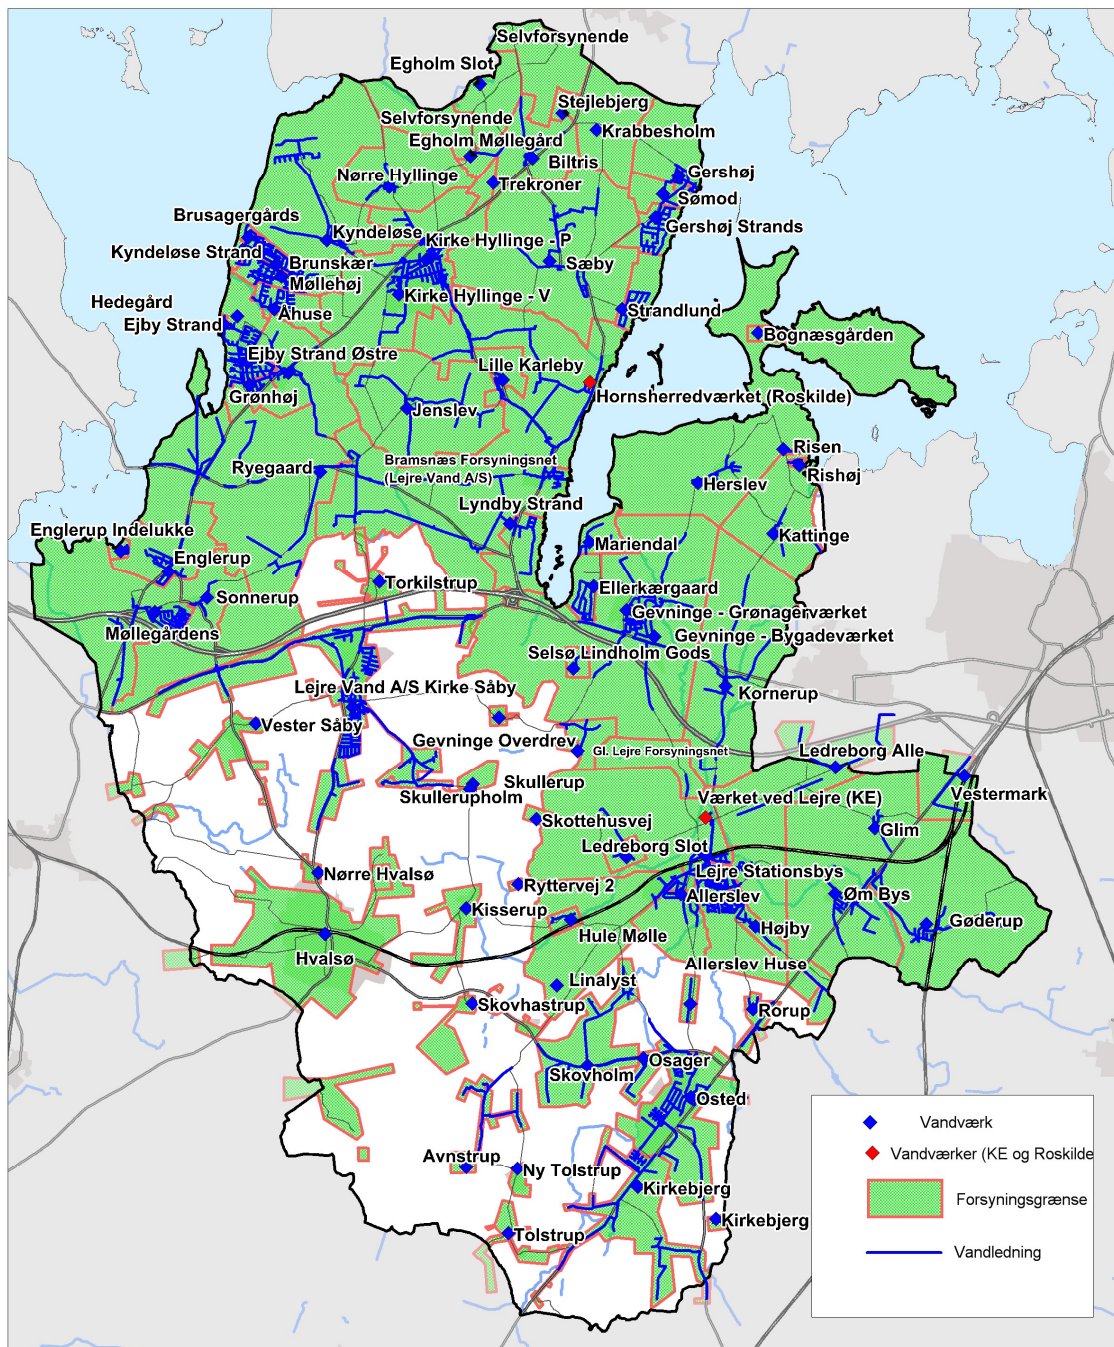 Selvforsynende
Egholm Slot
Stejlebjerg
Selvforsynende
Krabbesholm
Egholm Møllegård
Biltris
Nørre Hyllinge
Trekroner
Gershøj
Sømod
Brusagergårds
Kyndeløse
Gershøj Strands
Kyndeløse Strand
Kirke Hyllinge - P
Brunskær
Sæby
Møllehøj
Kirke Hyllinge - V
Hedegård
Åhuse
Strandlund
Ejby Strand
Bognæsgården
Ejby Strand Østre
Lille Karleby
Grønhøj
Hornsherredværket (Roskilde)
Jenslev
Risen
Bramsnæs Forsyningsnet
(Lejre Vand A/S)
Ryegaard
Rishøj
Herslev
Lyndby Strand
Englerup Indelukke
Kattinge
Mariendal
Englerup
Torkilstrup
Ellerkærgaard
Sonnerup
Gevninge - Grønagerværket
Møllegårdens
Gevninge - Bygadeværket
Selsø Lindholm Gods
Lejre Vand A/S Kirke Såby
Kornerup
Vester Såby
Gevninge Overdrev
Gl. Lejre Forsyningsnet
Ledreborg Alle
Skullerup
Vestermark
Skullerupholm
Værket ved Lejre (KE)
Skottehusvej
Glim
Ledreborg Slot
Lejre Stationsbys
Nørre Hvalsø
Ryttervej 2
Allerslev
Øm Bys
Kisserup
Gøderup
Hule Mølle
Højby
Hvalsø
Allerslev Huse
Linalyst
Skovhastrup
Rorup
Osager
Skovholm
Osted
Avnstrup
Ny Tolstrup
Kirkebjerg
Kirkebjerg
Tolstrup
Vandværk
Vandværker (KE og Roskilde
Forsyningsgrænse
Vandledning